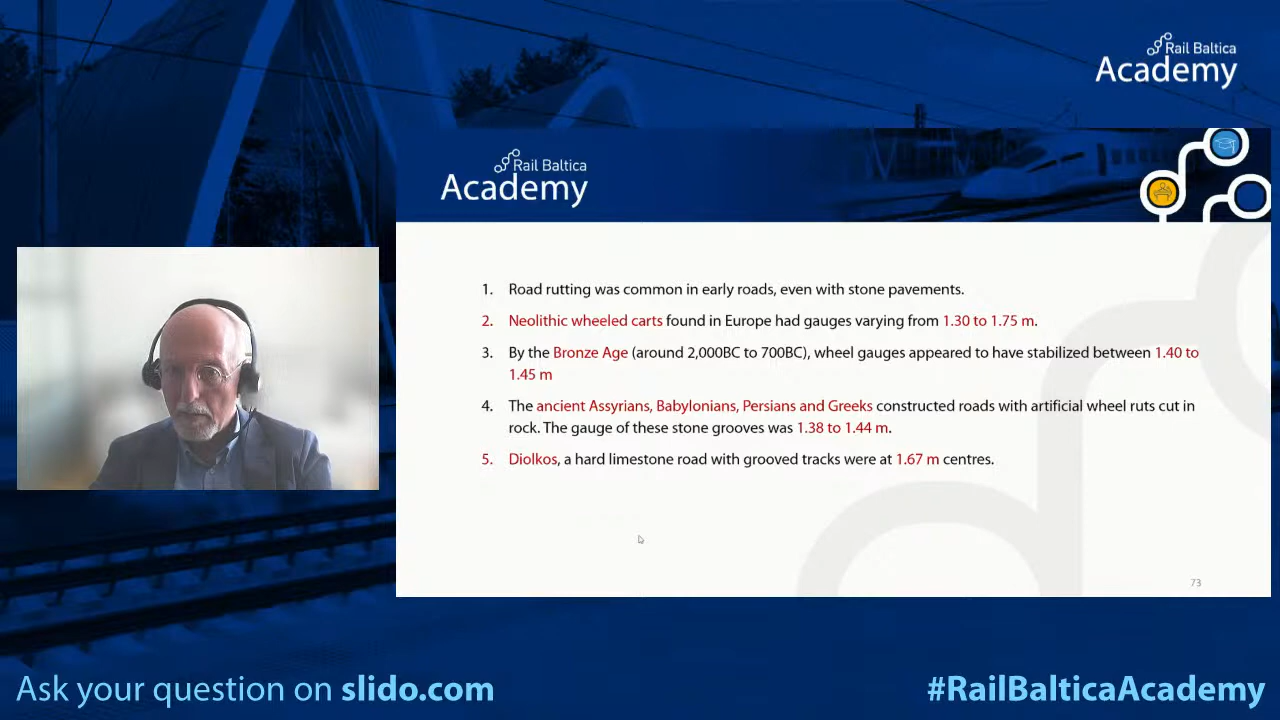 Rail Baltica
Academy
Rail Baltica
Academy
1. Road rutting was common in early roads, even with stone pavements.
2. Neolithic wheeled carts found in Europe had gauges varying from 1.30 to 1.75 m.
3. By the Bronze Age (around 2,000BC to 700BC), wheel gauges appeared to have stabilized between 1.40 to
1.45 m
4. The ancient Assyrians, Babylonians, Persians and Greeks constructed roads with artificial wheel ruts cut in
rock. The gauge of these stone grooves was 1.38 to 1.44 m.
5. Diolkos, a hard limestone road with grooved tracks were at 1.67 m centres.
73
Ask your question on slido.com
#RailBalticaAcademy